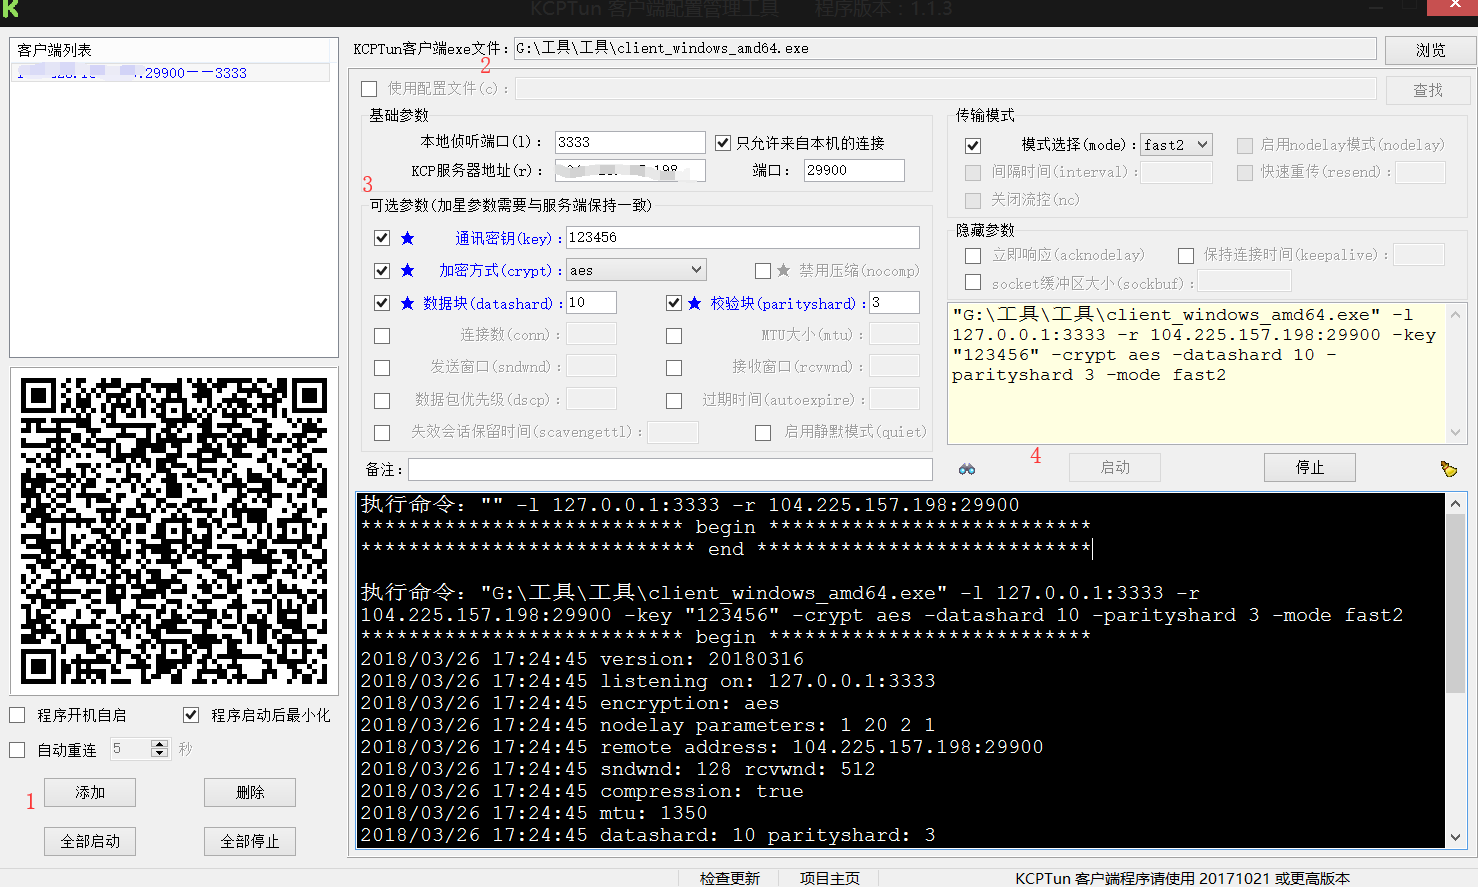 KCPTun 客户端配置管理工具 程序版本：1.1.3
客户端列表
.29900——3333
KCPTun客户端exe文件：G:\工具\工具\client_windows_amd64.exe 浏览
2
使用配置文件(c)： 查找
基础参数
本地侦听端口(l)： 3333 只允许来自本机的连接
KCP服务器地址(r)： 198 端口： 29900
3
可选参数(加星参数需要与服务端保持一致)
★ 通讯密钥(key)：123456
★ 加密方式(crypt)：aes ★ 禁用压缩(nocomp)
★ 数据块(datashard)：10 ★ 校验块(parityshard)：3
连接数(conn)： MTU大小(mtu)：
发送窗口(sndwnd)： 接收窗口(rcvwnd)：
数据包优先级(dscp)： 过期时间(autoexpire)：
失效会话保留时间(scavengettl)： 启用静默模式(quiet)
备注：
传输模式
模式选择(mode)：fast2 启用nodelay模式(nodelay)
间隔时间(interval)： 快速重传(resend)：
关闭流控(nc)
隐藏参数
立即响应(acknodelay) 保持连接时间(keepalive)：
socket缓冲区大小(sockbuf)：
"G:\工具\工具\client_windows_amd64.exe" -l
127.0.0.1:3333 -r 104.225.157.198:29900 -key
"123456" -crypt aes -datashard 10 -
parityshard 3 -mode fast2
4 启动 停止
执行命令："" -l 127.0.0.1:3333 -r 104.225.157.198:29900
*************************** begin ***************************
**************************** end ****************************
执行命令："G:\工具\工具\client_windows_amd64.exe" -l 127.0.0.1:3333 -r
104.225.157.198:29900 -key "123456" -crypt aes -datashard 10 -parityshard 3 -mode fast2
*************************** begin ***************************
2018/03/26 17:24:45 version: 20180316
2018/03/26 17:24:45 listening on: 127.0.0.1:3333
2018/03/26 17:24:45 encryption: aes
2018/03/26 17:24:45 nodelay parameters: 1 20 2 1
2018/03/26 17:24:45 remote address: 104.225.157.198:29900
2018/03/26 17:24:45 sndwnd: 128 rcvwnd: 512
2018/03/26 17:24:45 compression: true
2018/03/26 17:24:45 mtu: 1350
2018/03/26 17:24:45 datashard: 10 parityshard: 3
程序开机自启 程序启动后最小化
自动重连 5 秒
1 添加 删除
全部启动 全部停止
检查更新 项目主页 KCPTun 客户端程序请使用 20171021 或更高版本